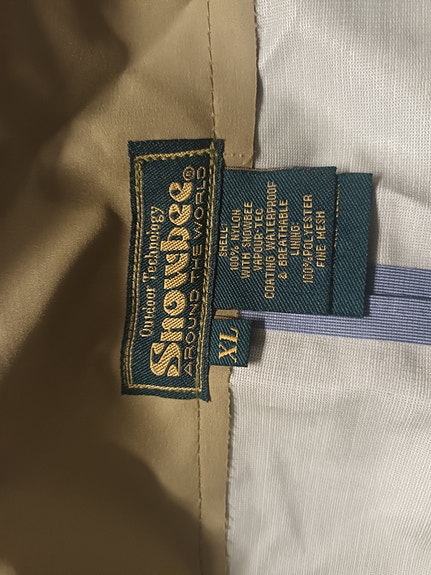 Outdoor Technology
Snowbee®
AROUND THE WORLD
XL
SHELL:
100% NYLON
WITH SNOWBEE
VAPOUR-TEC
COATING WATERPROOF
& BREATHABLE
LINING:
100% POLYESTER
FINE MESH